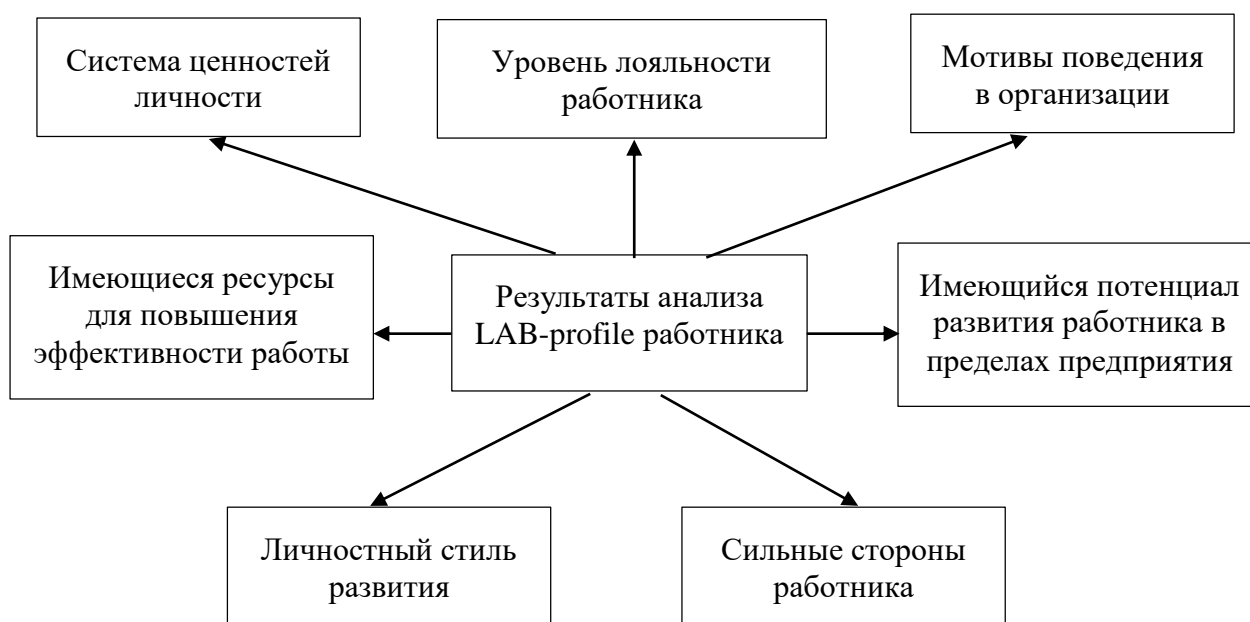 Система ценностей
личности
Уровень лояльности
работника
Мотивы поведения
в организации
Имеющиеся ресурсы
для повышения
эффективности работы
Результаты анализа
LAB-profile работника
Имеющийся потенциал
развития работника в
пределах предприятия
Личностный стиль
развития
Сильные стороны
работника